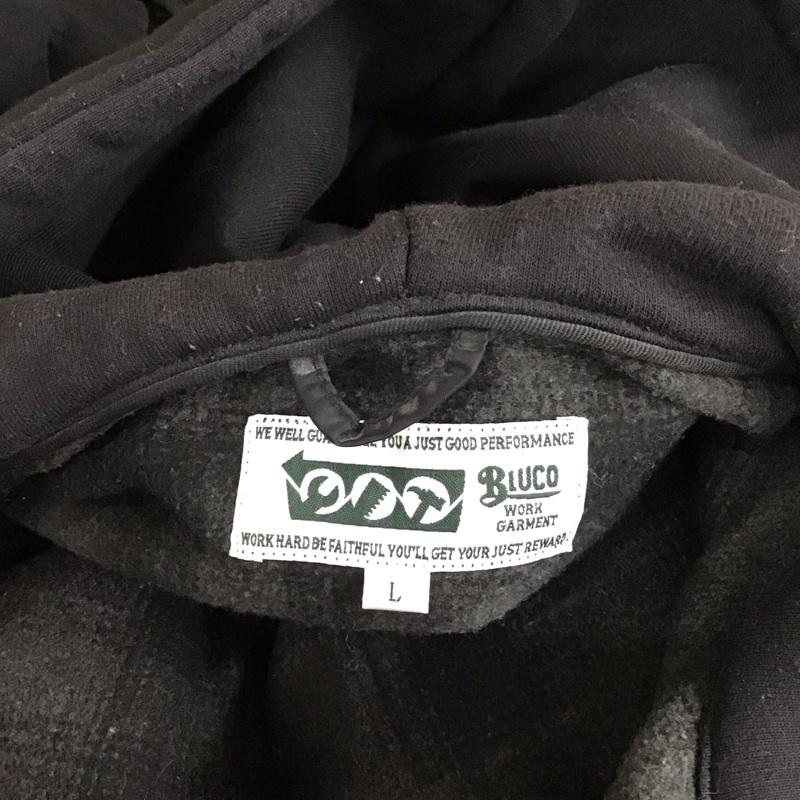 WE WELL YOU A JUST GOOD PERFORMANCE
BLUCO
WORK
GARMENT
WORK HARD BE FAITHFUL YOU'LL GET YOUR JUST REWARD.
L